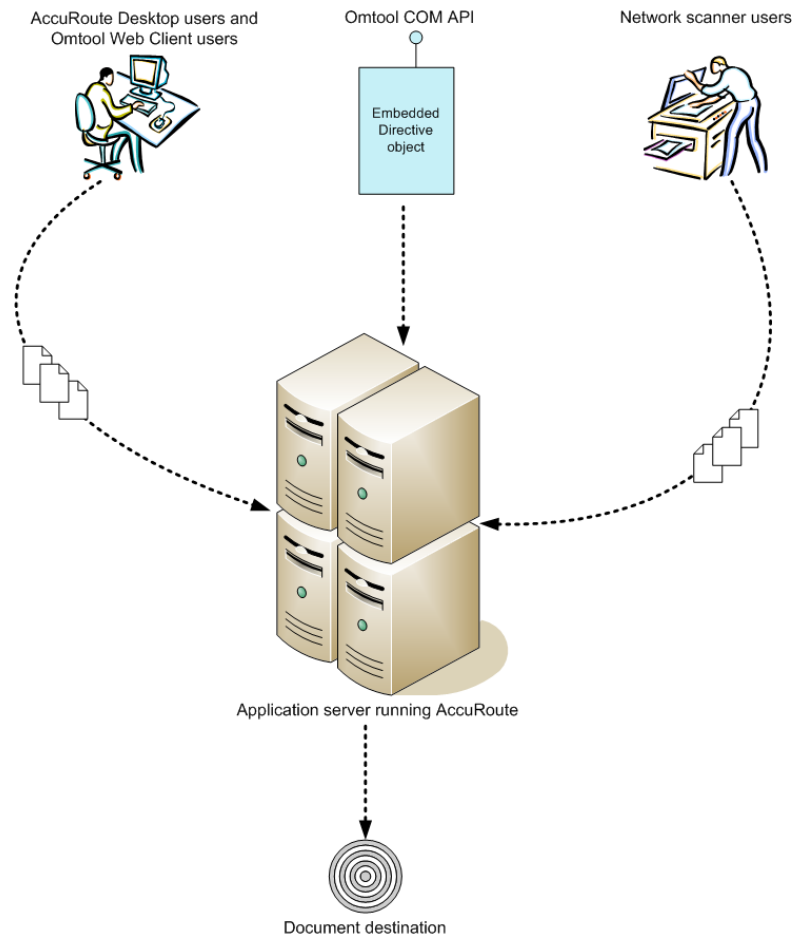 AccuRoute Desktop users and
Omtool Web Client users
Omtool COM API
Network scanner users
Embedded
Directive
object
Application server running AccuRoute
Document destination